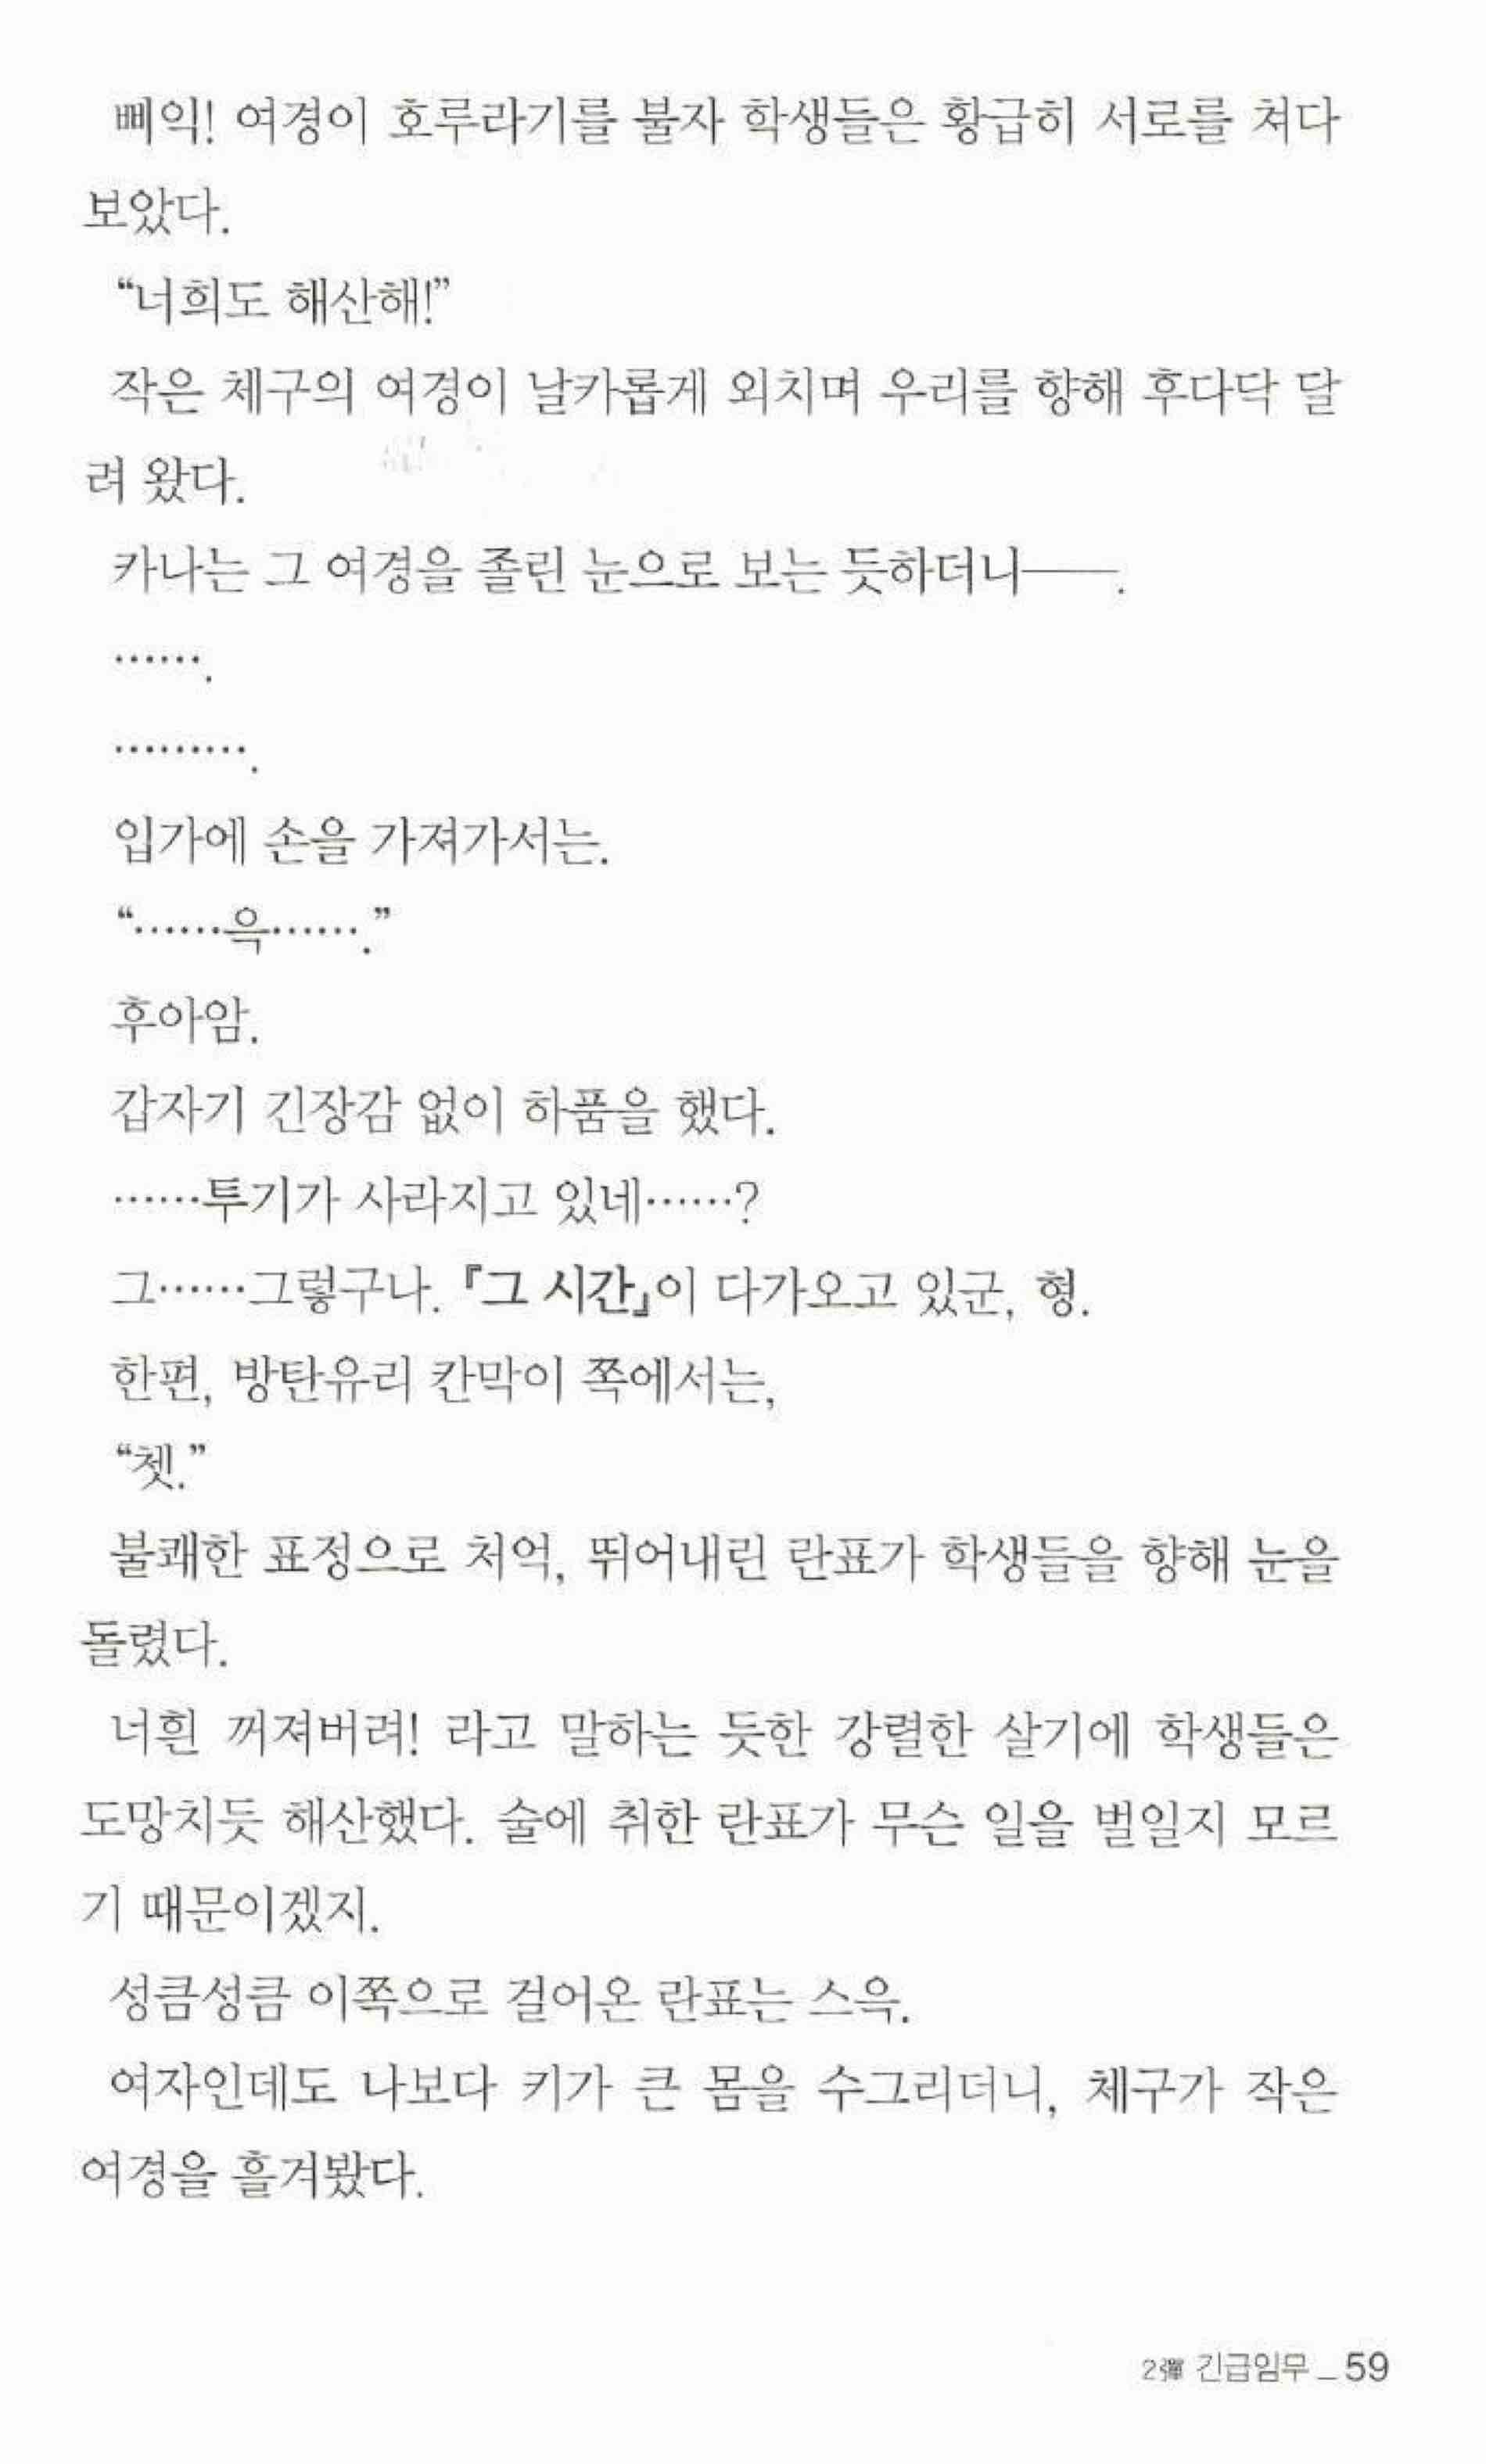 삐익! 여경이 호루라기를 불자 학생들은 황급히 서로를 쳐다
보았다.
“너희도 해산해!”
작은 체구의 여경이 날카롭게 외치며 우리를 향해 후다닥 달
려 왔다.
카나는 그 여경을 졸린 눈으로 보는 듯하더니──.
…….
……….
입가에 손을 가져가서는.
“……윽…….”
후아암.
갑자기 긴장감 없이 하품을 했다.
……투기가 사라지고 있네……?
그……그렇구나. 『그 시간』이 다가오고 있군, 형.
한편, 방탄유리 칸막이 쪽에서는,
“쳇.”
불쾌한 표정으로 처억, 뛰어내린 란표가 학생들을 향해 눈을
돌렸다.
너흰 꺼져버려! 라고 말하는 듯한 강렬한 살기에 학생들은
도망치듯 해산했다. 술에 취한 란표가 무슨 일을 벌일지 모르
기 때문이겠지.
성큼성큼 이쪽으로 걸어온 란표는 스윽.
여자인데도 나보다 키가 큰 몸을 수그리더니, 체구가 작은
여경을 흘겨봤다.
2彈 긴급임무 _ 59